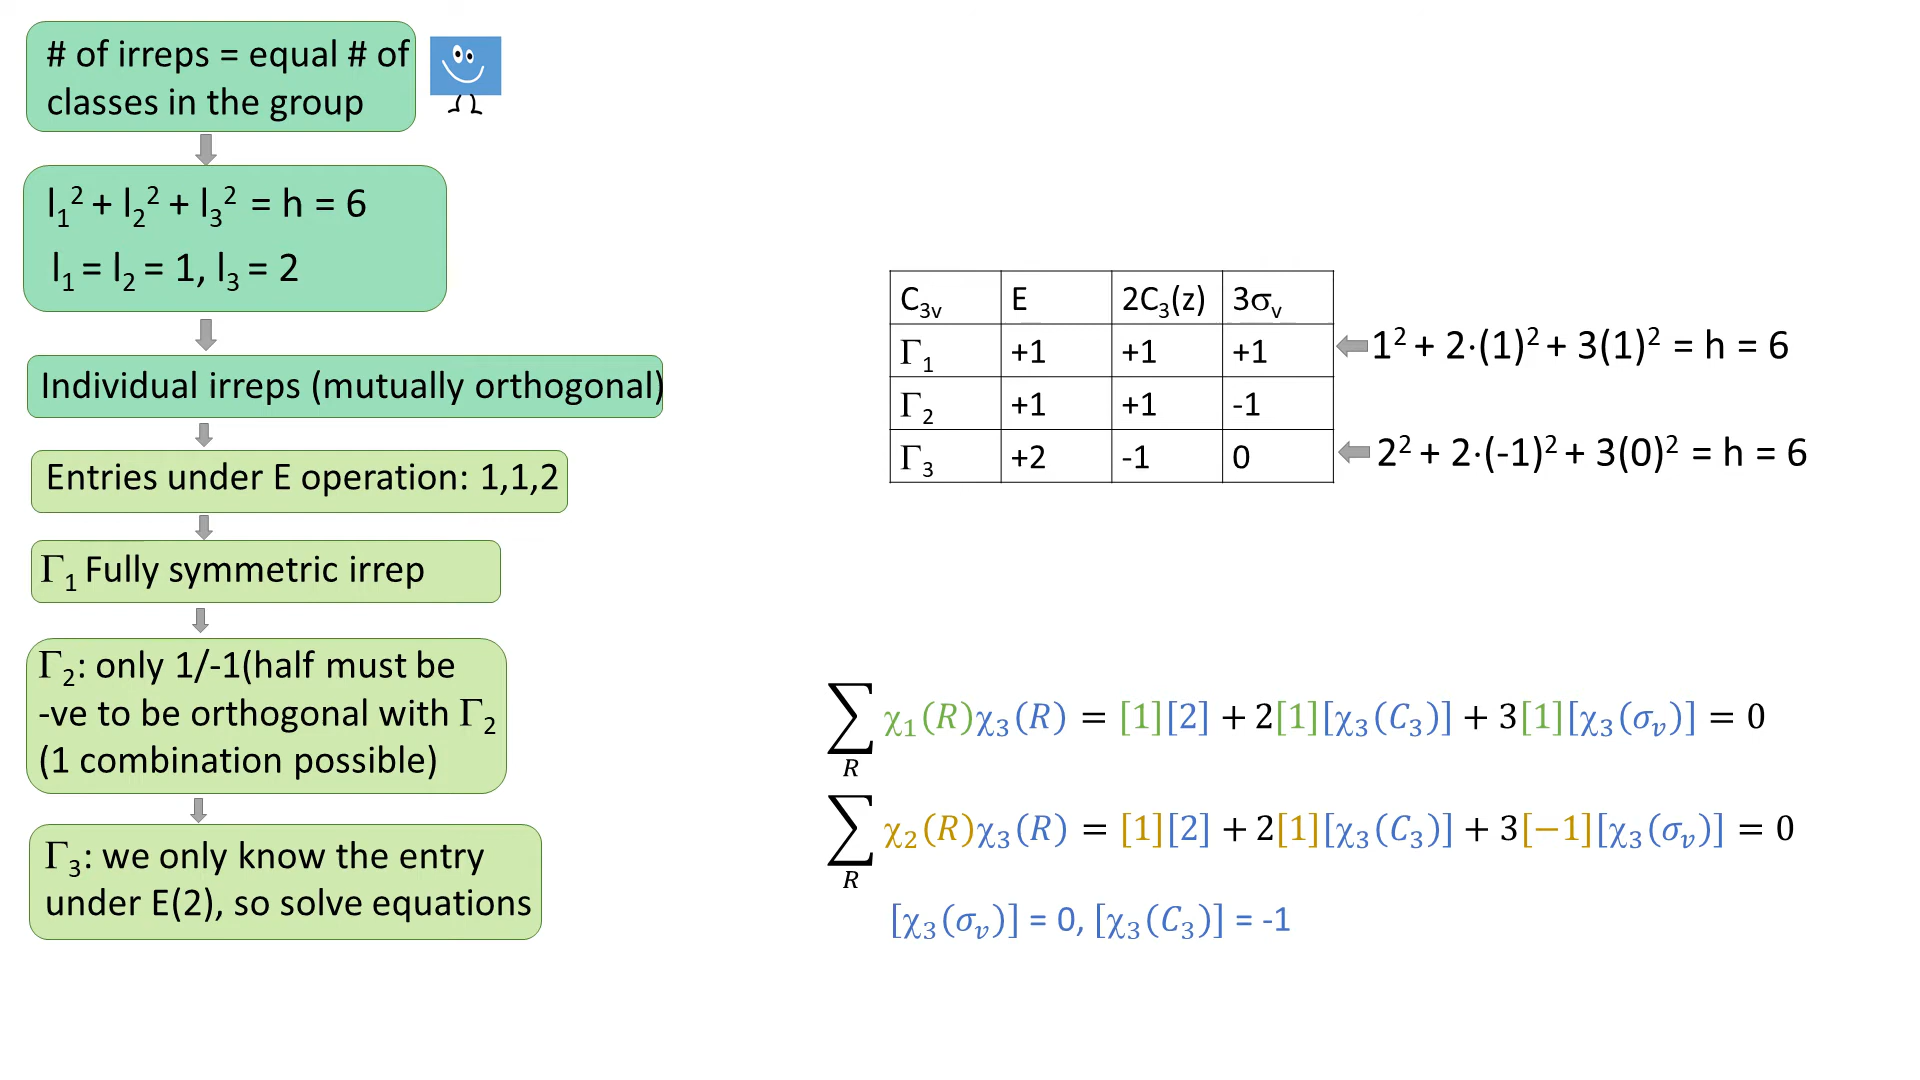 # of irreps = equal # of
classes in the group
l₁² + l₂² + l₃² = h = 6
l₁ = l₂ = 1, l₃ = 2
Individual irreps (mutually orthogonal)
Entries under E operation: 1,1,2
Γ₁ Fully symmetric irrep
Γ₂: only 1/-1(half must be
-ve to be orthogonal with Γ₂
(1 combination possible)
Γ₃: we only know the entry
under E(2), so solve equations
C₃ᵥ E 2C₃(z) 3σᵥ
Γ₁ +1 +1 +1
1² + 2·(1)² + 3(1)² = h = 6
Γ₂ +1 +1 -1
Γ₃ +2 -1 0
2² + 2·(-1)² + 3(0)² = h = 6
∑_R χ₁(R)χ₃(R) = [1][2] + 2[1][χ₃(C₃)] + 3[1][χ₃(σᵥ)] = 0
∑_R χ₂(R)χ₃(R) = [1][2] + 2[1][χ₃(C₃)] + 3[−1][χ₃(σᵥ)] = 0
[χ₃(σᵥ)] = 0, [χ₃(C₃)] = -1